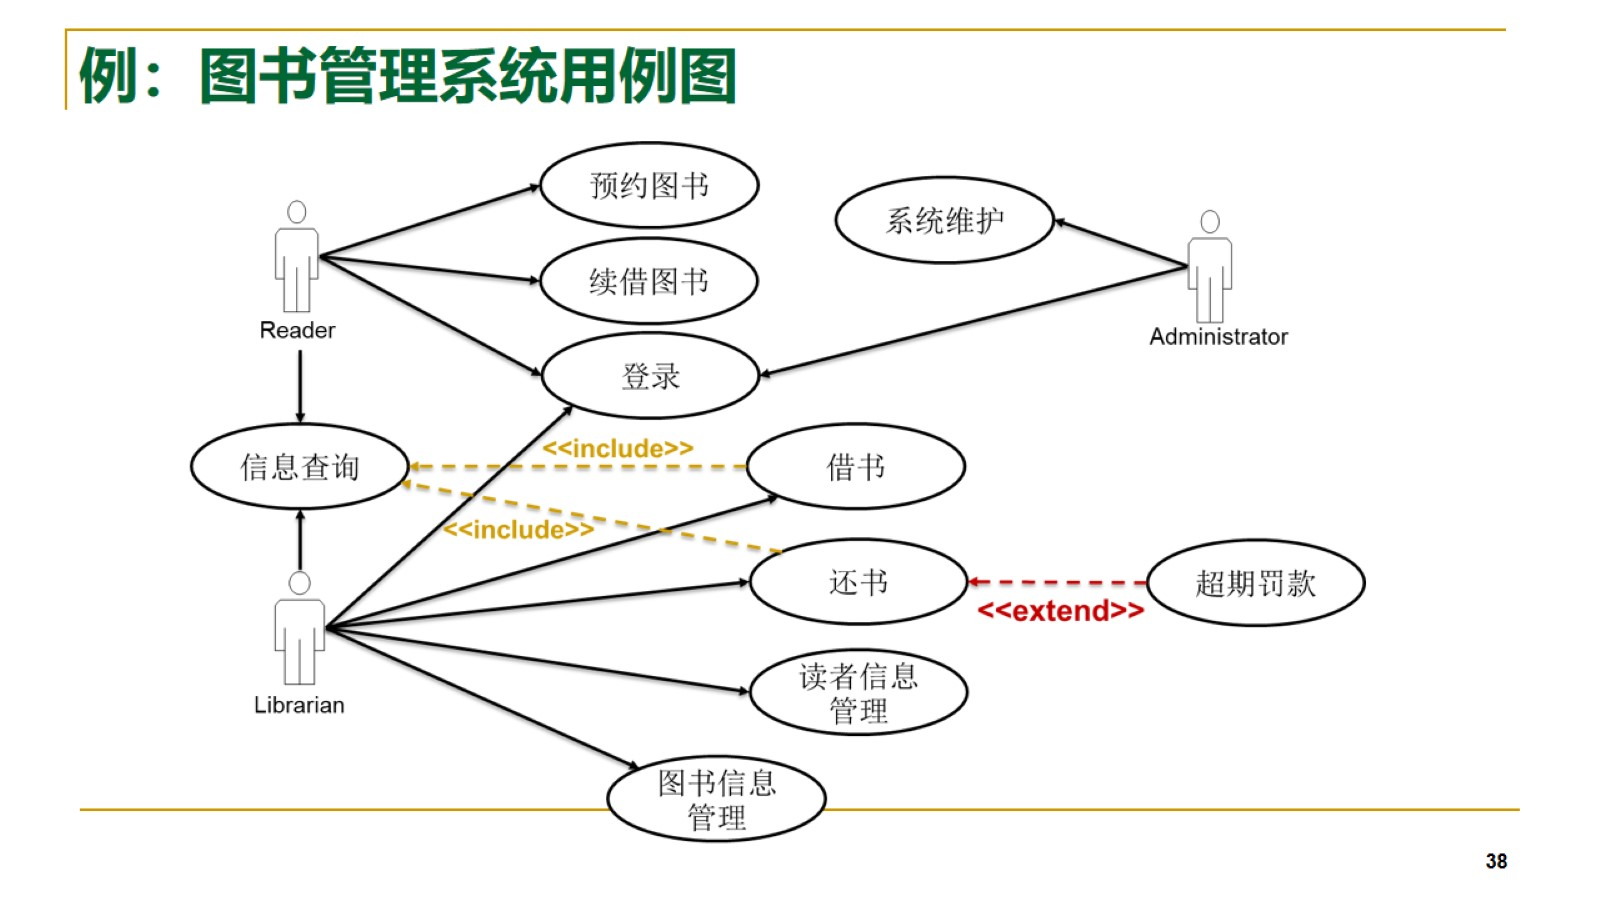 例：图书管理系统用例图
预约图书
系统维护
续借图书
Reader
Administrator
登录
<<include>>
信息查询
借书
<<include>>
还书
超期罚款
<<extend>>
读者信息
管理
Librarian
图书信息
管理
38